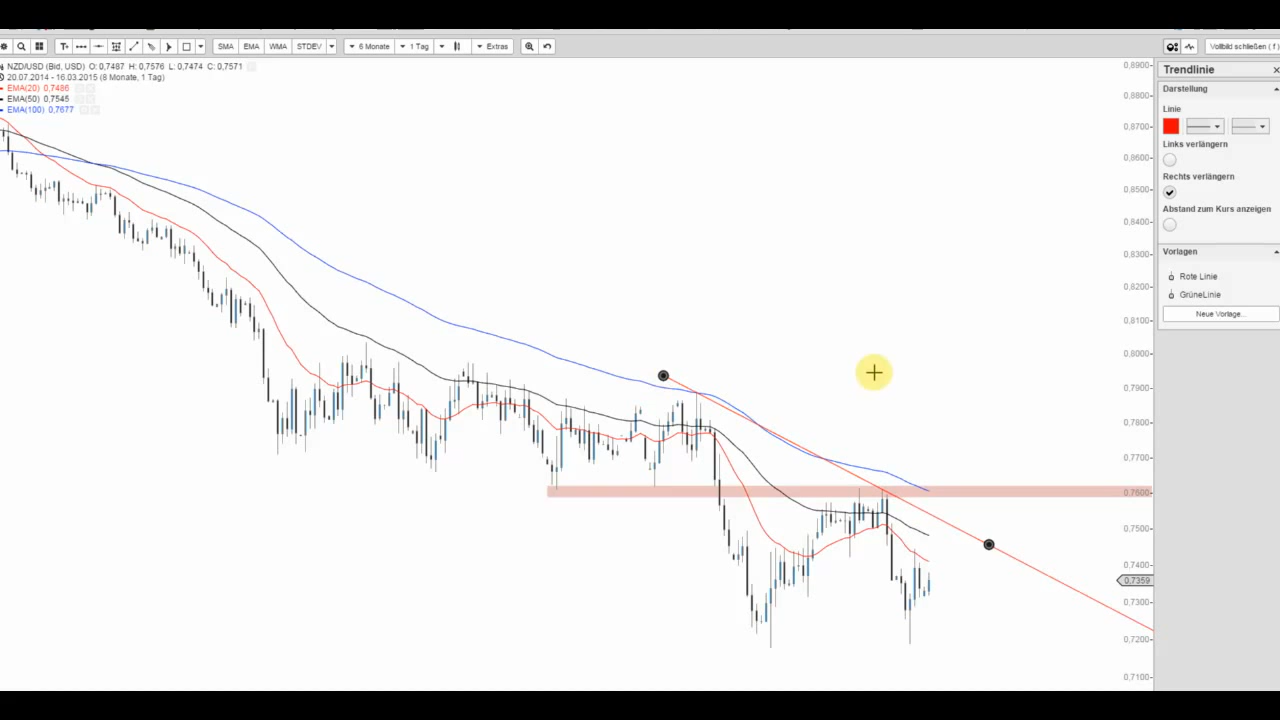 T+ SMA EMA WMA STDEV 6 Monate 1 Tag Extras Vollbild schließen ( f )
NZD/USD (Bid, USD) O: 0,7487 H: 0,7576 L: 0,7474 C: 0,7571
20.07.2014 - 16.03.2015 (8 Monate, 1 Tag)
EMA(20) 0,7486
EMA(50) 0,7545
EMA(100) 0,7677
0,8900
0,8800
0,8700
0,8600
0,8500
0,8400
0,8300
0,8200
0,8100
0,8000
0,7900
0,7800
0,7700
0,7600
0,7500
0,7400
0,7359
0,7300
0,7200
0,7100
Trendlinie
Darstellung
Linie
Links verlängern
Rechts verlängern
Abstand zum Kurs anzeigen
Vorlagen
Rote Linie
GrüneLinie
Neue Vorlage...